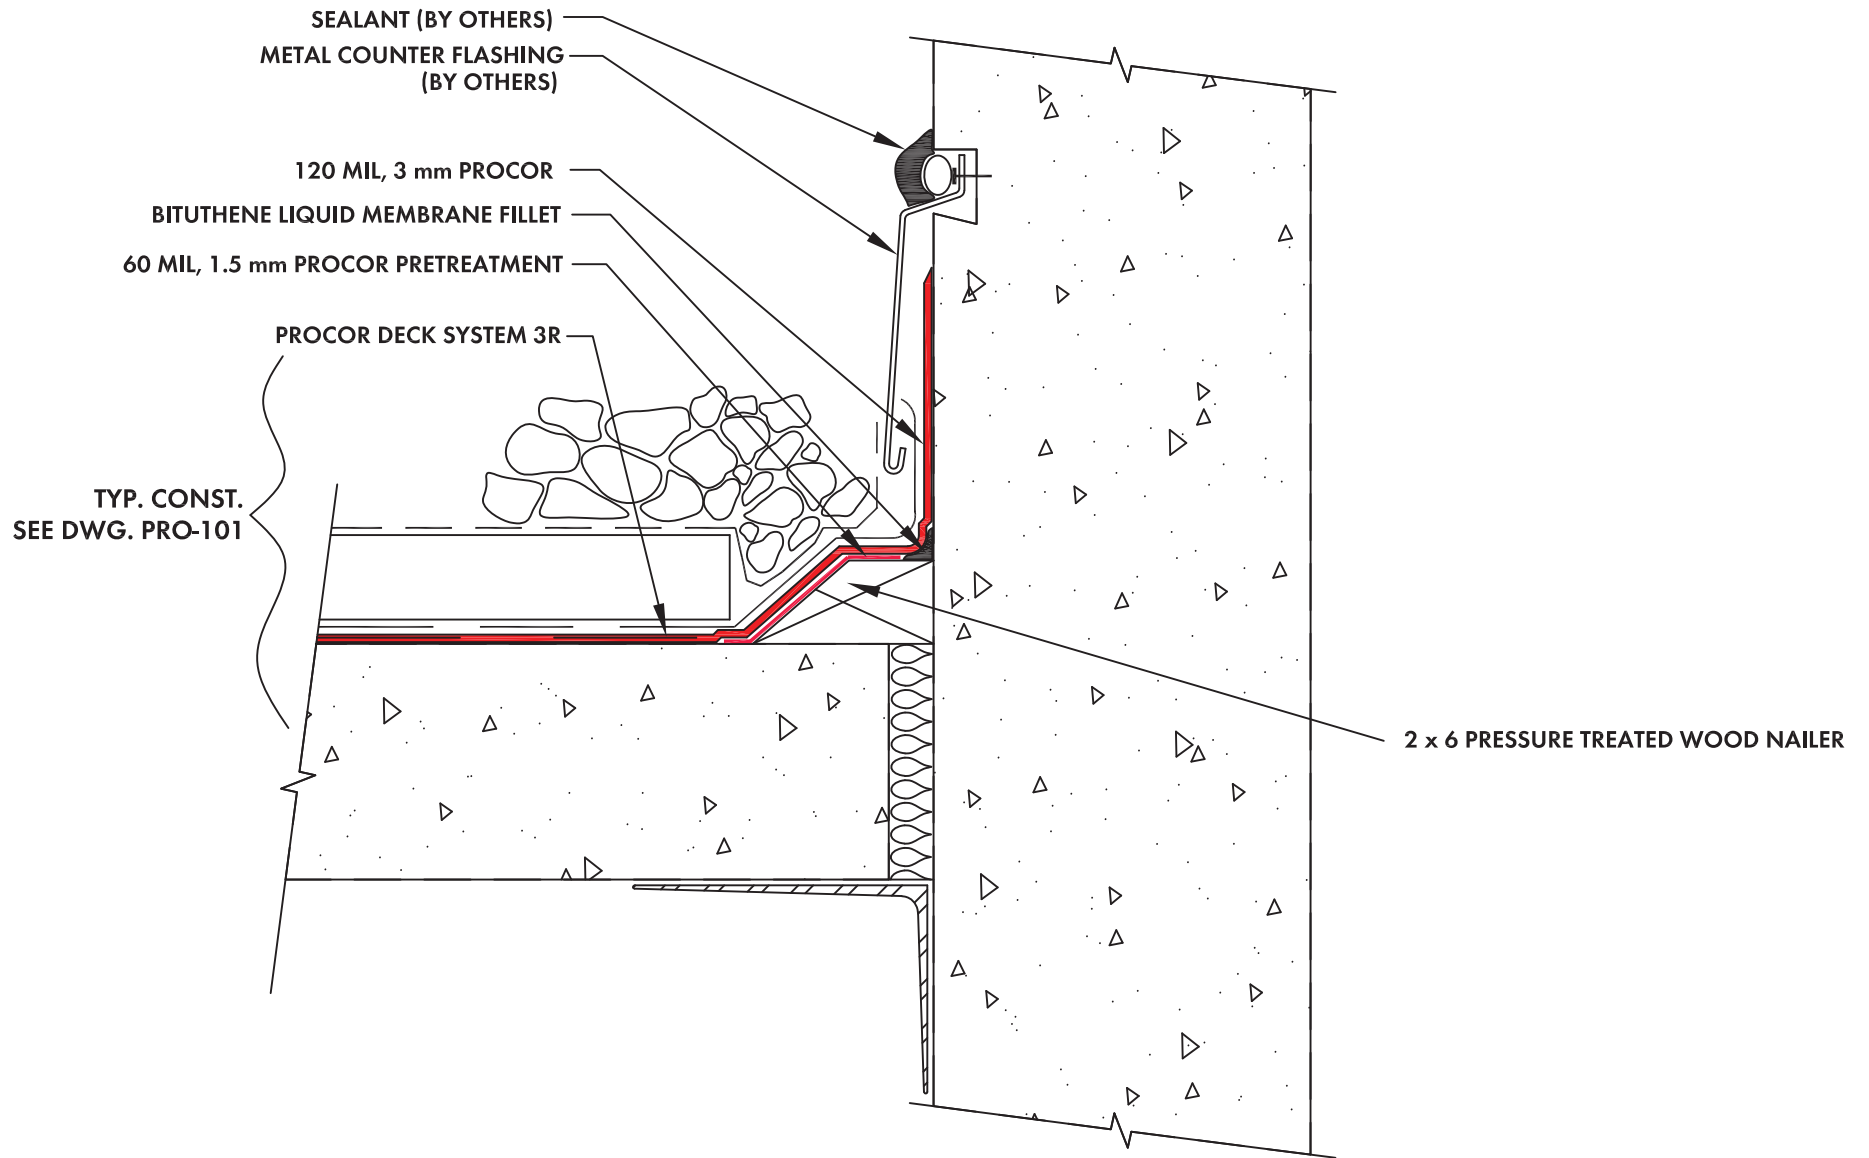 SEALANT (BY OTHERS)
METAL COUNTER FLASHING
(BY OTHERS)
120 MIL, 3 mm PROCOR
BITUTHENE LIQUID MEMBRANE FILLET
60 MIL, 1.5 mm PROCOR PRETREATMENT
PROCOR DECK SYSTEM 3R
TYP. CONST.
SEE DWG. PRO-101
2 x 6 PRESSURE TREATED WOOD NAILER